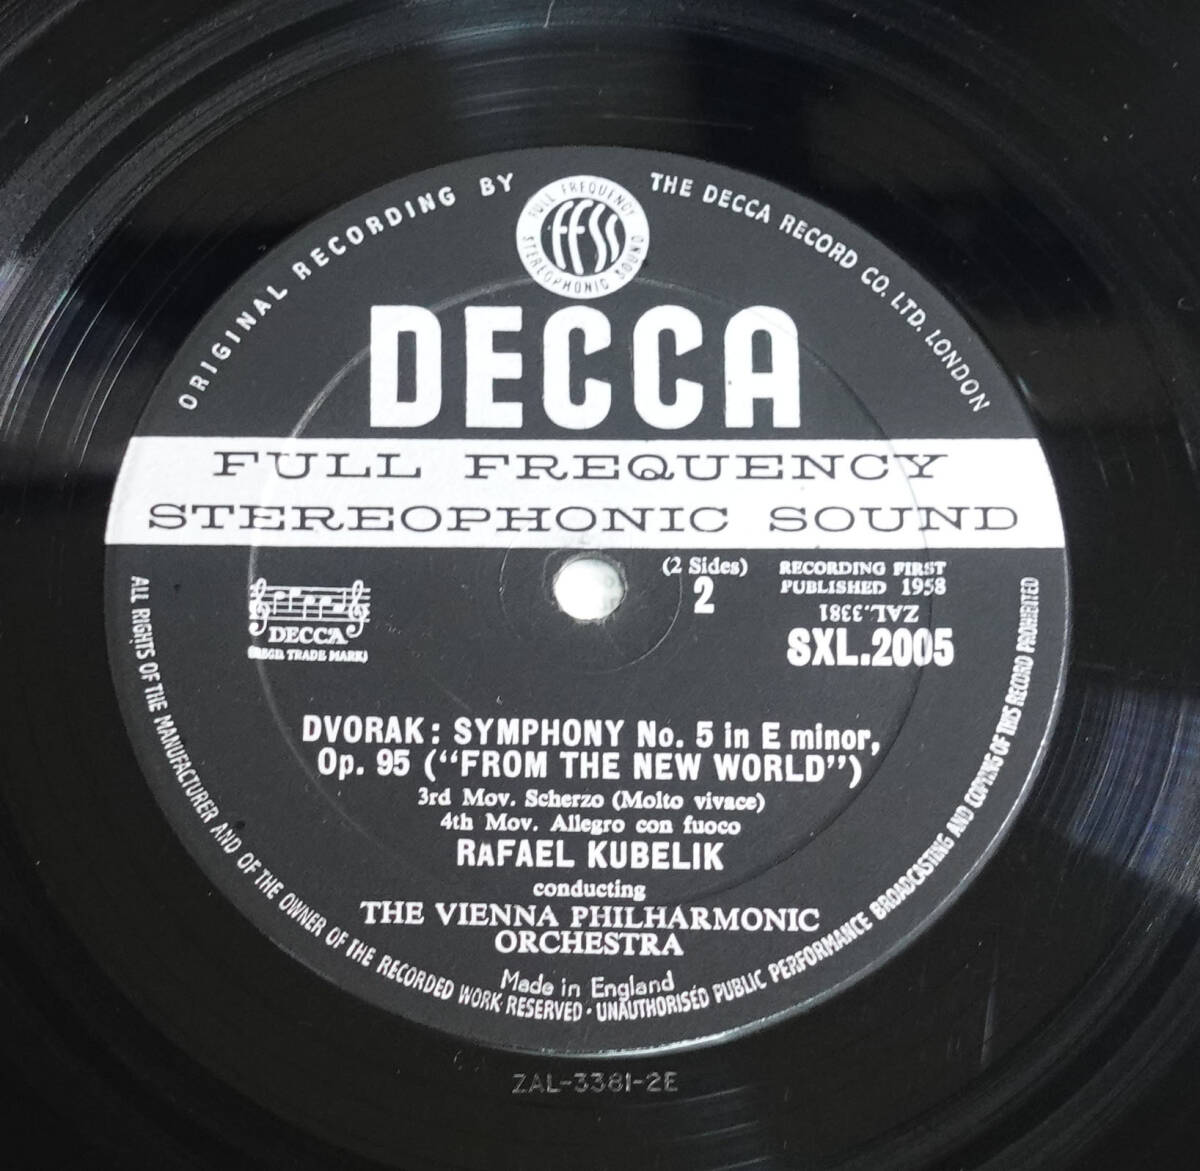 ORIGINAL RECORDING BY
THE DECCA RECORD CO. LTD. LONDON
FULL FREQUENCY
FFSS
STEREOPHONIC SOUND
DECCA
FULL FREQUENCY
STEREOPHONIC SOUND
(2 Sides)
2
RECORDING FIRST
PUBLISHED 1958
ZAL.3381
SXL.2005
DECCA
(REGD. TRADE MARK)
DVORAK: SYMPHONY No. 5 in E minor,
Op. 95 ("FROM THE NEW WORLD")
3rd Mov. Scherzo (Molto vivace)
4th Mov. Allegro con fuoco
RAFAEL KUBELIK
conducting
THE VIENNA PHILHARMONIC
ORCHESTRA
Made in England
ALL RIGHTS OF THE MANUFACTURER AND OF THE OWNER OF THE RECORDED WORK RESERVED · UNAUTHORISED PUBLIC PERFORMANCE BROADCASTING AND COPYING OF THIS RECORD PROHIBITED
ZAL-3381-2E